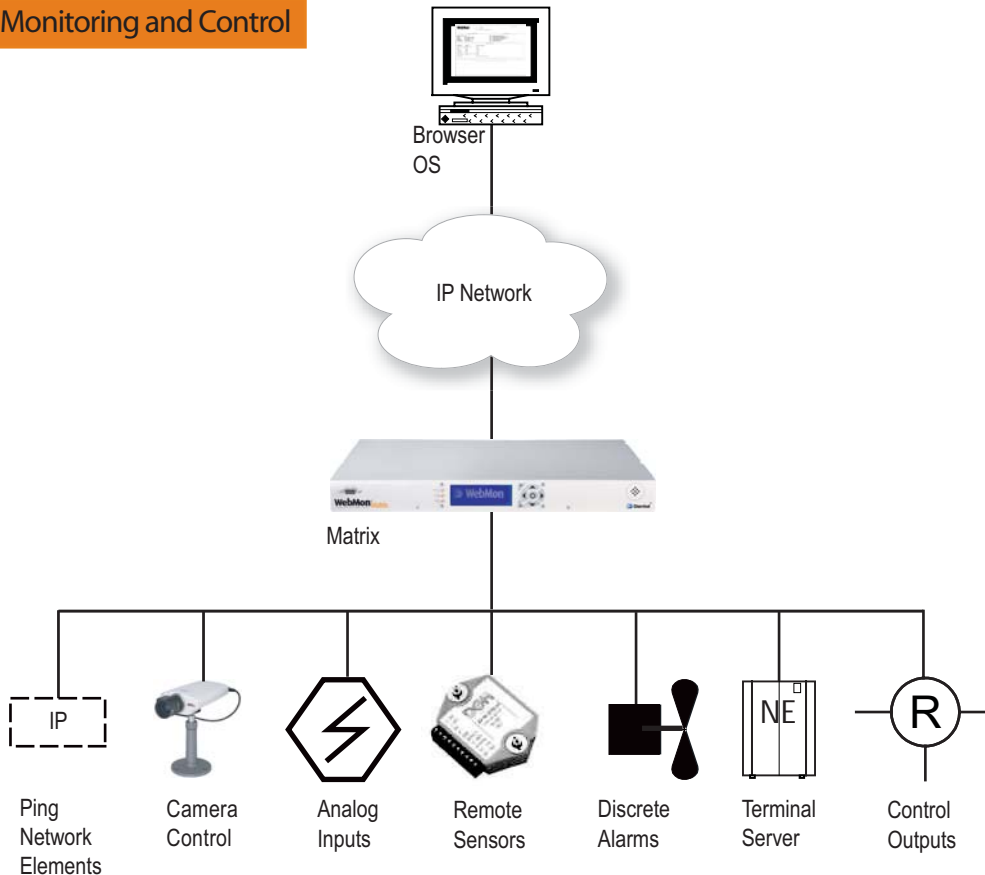 Monitoring and Control
Browser
OS
IP Network
WebMon
WebMon
Matrix
IP
NE
R
Ping
Network
Elements
Camera
Control
Analog
Inputs
Remote
Sensors
Discrete
Alarms
Terminal
Server
Control
Outputs